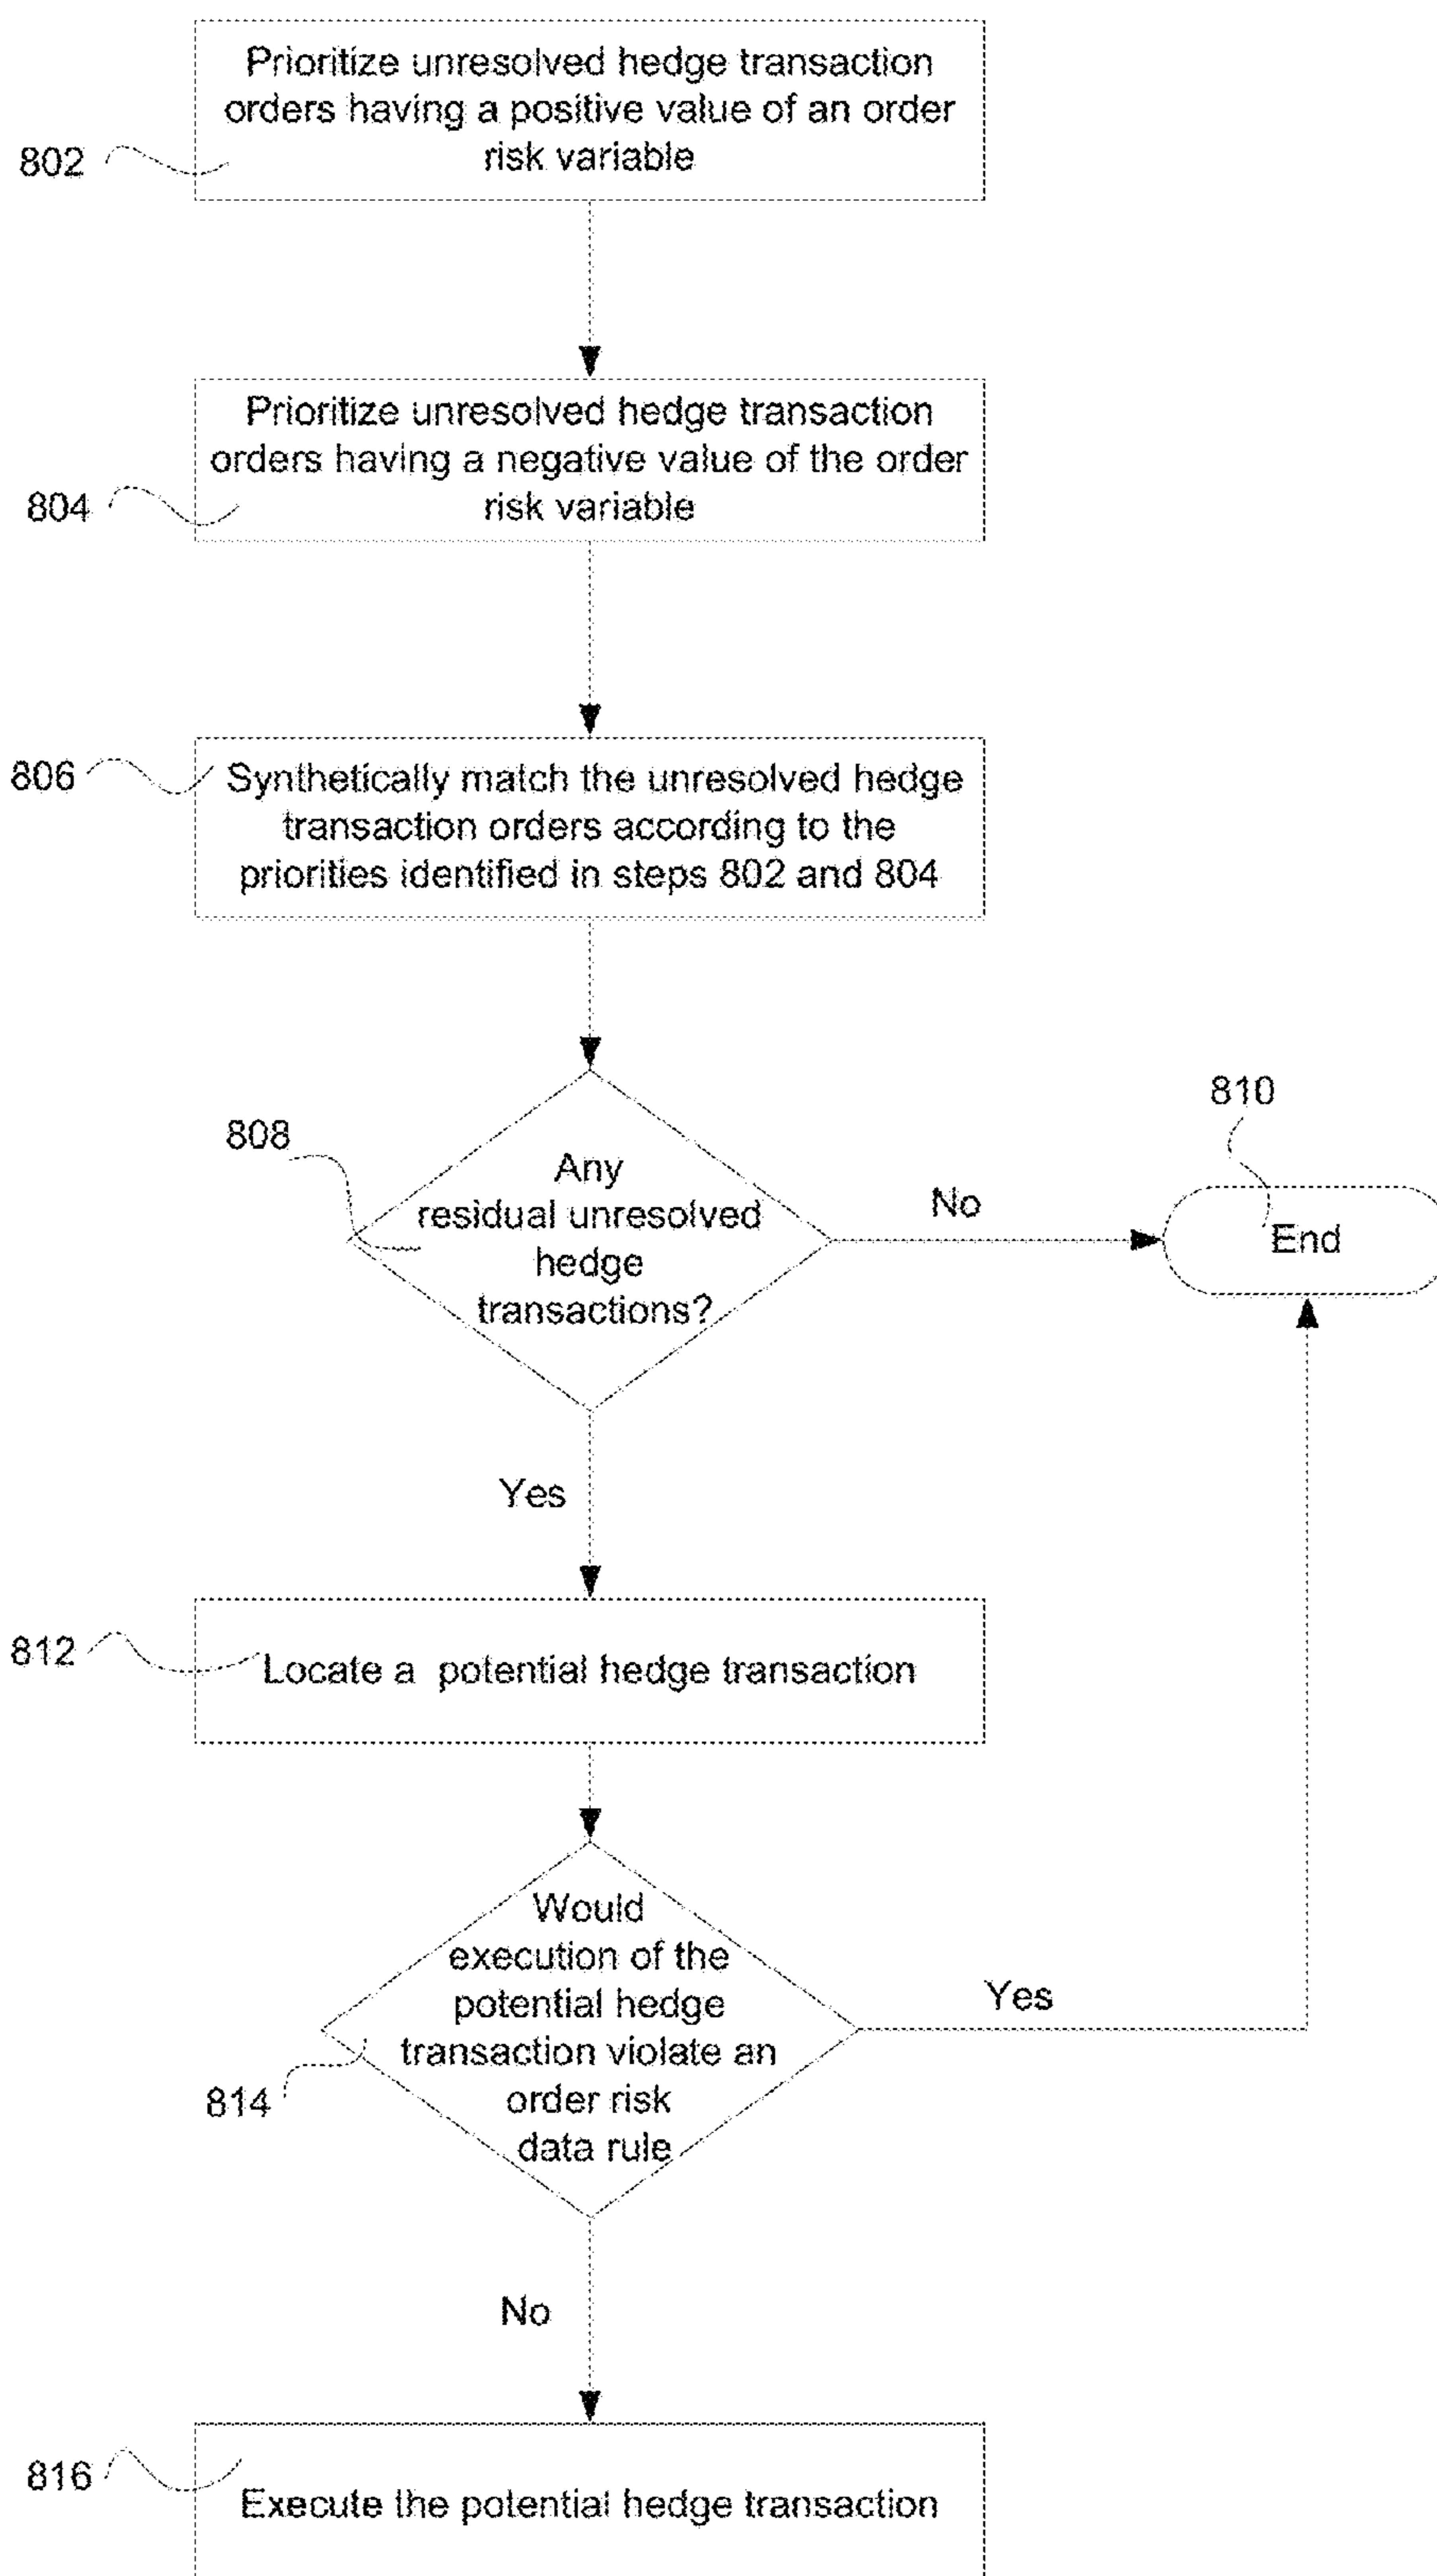 Prioritize unresolved hedge transaction
orders having a positive value of an order
risk variable
802
Prioritize unresolved hedge transaction
orders having a negative value of the order
risk variable
804
806
Synthetically match the unresolved hedge
transaction orders according to the
priorities identified in steps 802 and 804
808
Any
residual unresolved
hedge
transactions?
No
810
End
Yes
812
Locate a potential hedge transaction
Would
execution of the
potential hedge
transaction violate an
order risk
data rule
814
Yes
No
816
Execute the potential hedge transaction